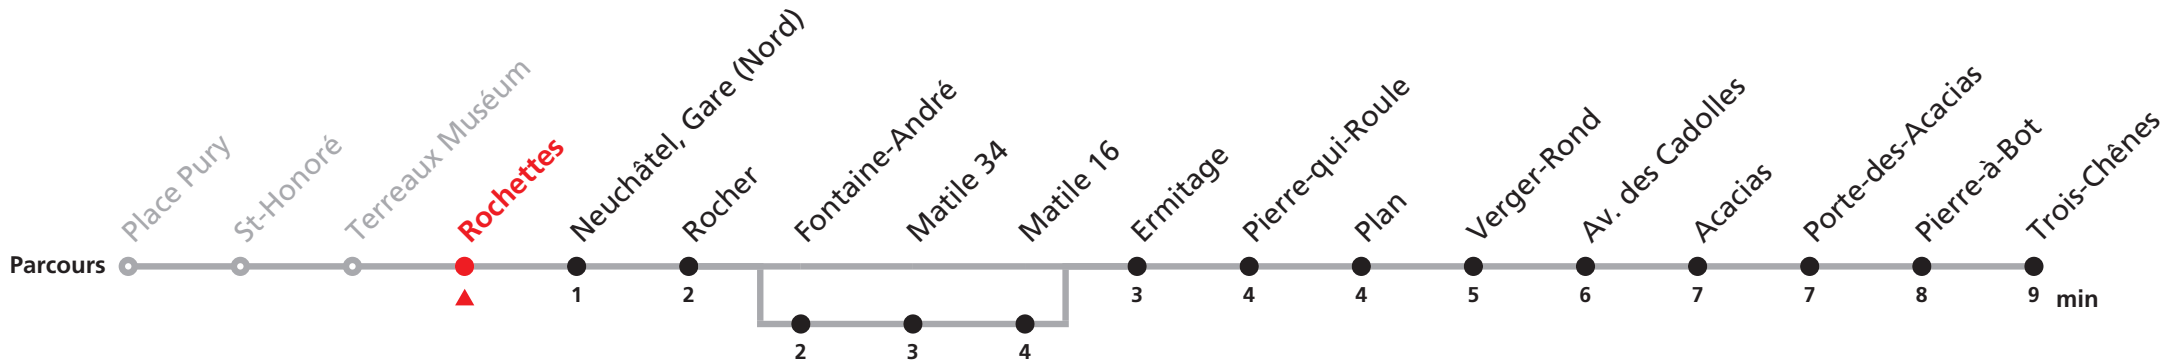 Place Pury
St-Honoré
Terreaux Muséum
Rochettes
Neuchâtel, Gare (Nord)
Rocher
Fontaine-André
Matile 34
Matile 16
Ermitage
Pierre-qui-Roule
Plan
Verger-Rond
Av. des Cadolles
Acacias
Porte-des-Acacias
Pierre-à-Bot
Trois-Chênes
Parcours
1 2 3 4 4 5 6 7 7 8 9 min
2 3 4